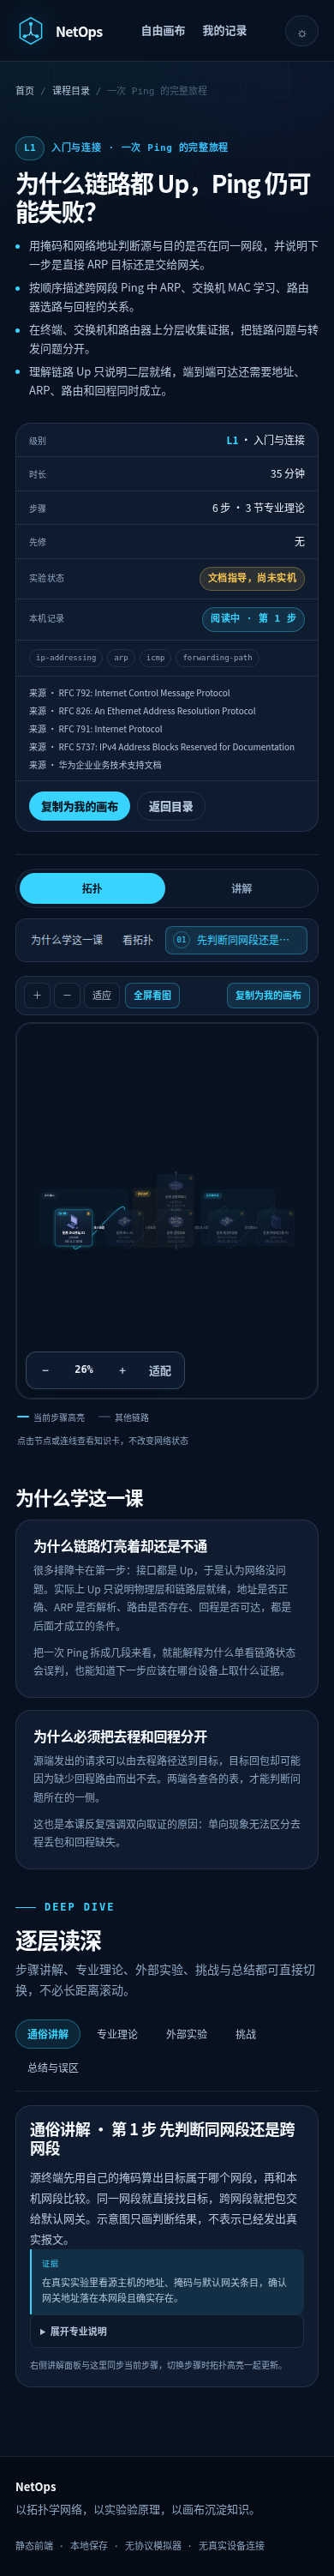 NetOps
自由画布
我的记录
首页 / 课程目录 / 一次 Ping 的完整旅程
L1 入门与连接 · 一次 Ping 的完整旅程
为什么链路都 Up，Ping 仍可
能失败？
用掩码和网络地址判断源与目的是否在同一网段，并说明下
一步是直接 ARP 目标还是交给网关。
按顺序描述跨网段 Ping 中 ARP、交换机 MAC 学习、路由
器选路与回程的关系。
在终端、交换机和路由器上分层收集证据，把链路问题与转
发问题分开。
理解链路 Up 只说明二层就绪，端到端可达还需要地址、
ARP、路由和回程同时成立。
级别
L1 · 入门与连接
时长
35 分钟
步骤
6 步 · 3 节专业理论
先修
无
实验状态
文档指导，尚未实机
本机记录
阅读中 · 第 1 步
ip-addressing
arp
icmp
forwarding-path
来源 · RFC 792: Internet Control Message Protocol
来源 · RFC 826: An Ethernet Address Resolution Protocol
来源 · RFC 791: Internet Protocol
来源 · RFC 5737: IPv4 Address Blocks Reserved for Documentation
来源 · 华为企业业务技术支持文档
复制为我的画布
返回目录
拓扑
讲解
为什么学这一课
看拓扑
01 先判断同网段还是…
＋
－
适应
全屏看图
复制为我的画布
−
26%
+
适配
当前步骤高亮
其他链路
点击节点或连线查看知识卡，不改变网络状态
为什么学这一课
为什么链路灯亮着却还是不通
很多排障卡在第一步：接口都是 Up，于是认为网络没问
题。实际上 Up 只说明物理层和链路层就绪，地址是否正
确、ARP 是否解析、路由是否存在、回程是否可达，都是
后面才成立的条件。
把一次 Ping 拆成几段来看，就能解释为什么单看链路状态
会误判，也能知道下一步应该在哪台设备上取什么证据。
为什么必须把去程和回程分开
源端发出的请求可以由去程路径送到目标，目标回包却可能
因为缺少回程路由而出不去。两端各查各的表，才能判断问
题所在的一侧。
这也是本课反复强调双向取证的原因：单向现象无法区分去
程丢包和回程缺失。
DEEP DIVE
逐层读深
步骤讲解、专业理论、外部实验、挑战与总结都可直接切
换，不必长距离滚动。
通俗讲解
专业理论
外部实验
挑战
总结与误区
通俗讲解 · 第 1 步 先判断同网段还是跨
网段
源终端先用自己的掩码算出目标属于哪个网段，再和本
机网段比较。同一网段就直接找目标，跨网段就把包交
给默认网关。示意图只画判断结果，不表示已经发出真
实报文。
证据
在真实实验里看源主机的地址、掩码与默认网关条目，确认
网关地址落在本网段且确实存在。
展开专业说明
右侧讲解面板与这里同步当前步骤，切换步骤时拓扑高亮一起更新。
NetOps
以拓扑学网络，以实验验原理，以画布沉淀知识。
静态前端 · 本地保存 · 无协议模拟器 · 无真实设备连接